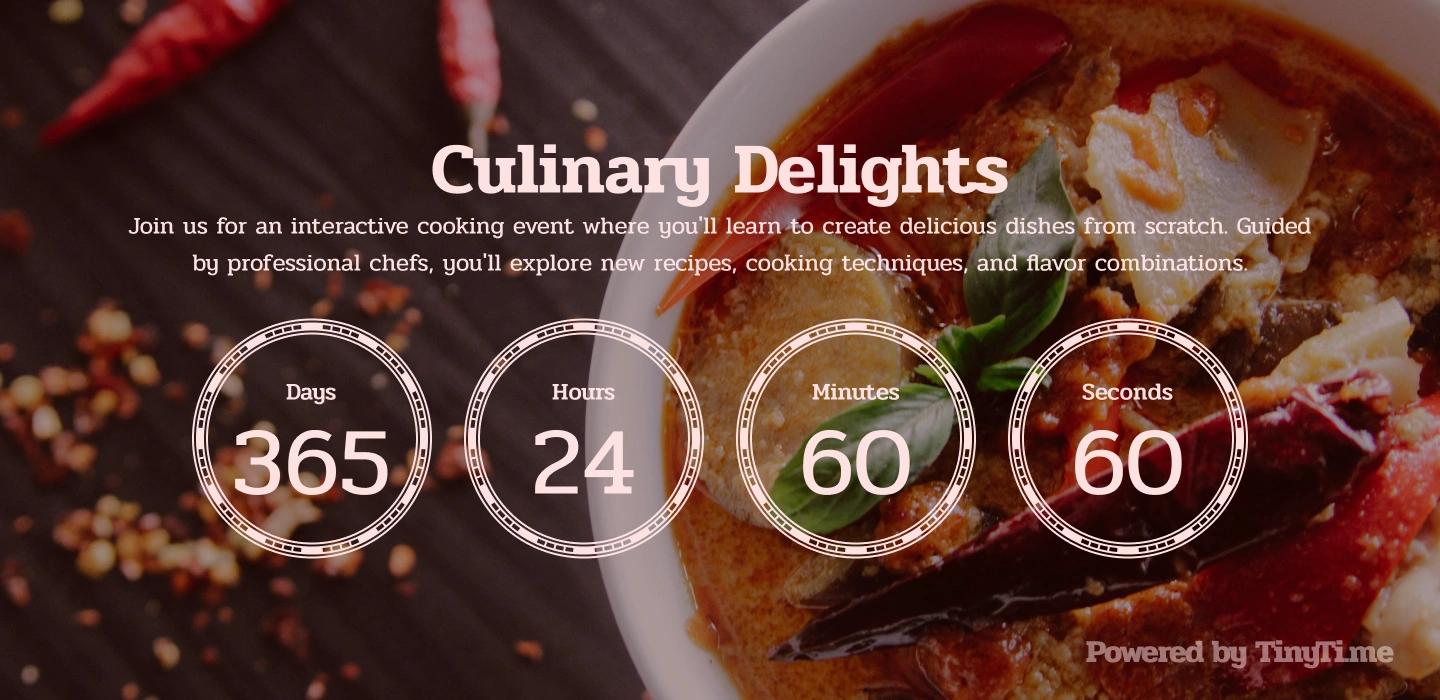 Culinary Delights
Join us for an interactive cooking event where you'll learn to create delicious dishes from scratch. Guided
by professional chefs, you'll explore new recipes, cooking techniques, and flavor combinations.
Days
365
Hours
24
Minutes
60
Seconds
60
Powered by TinyTi.me